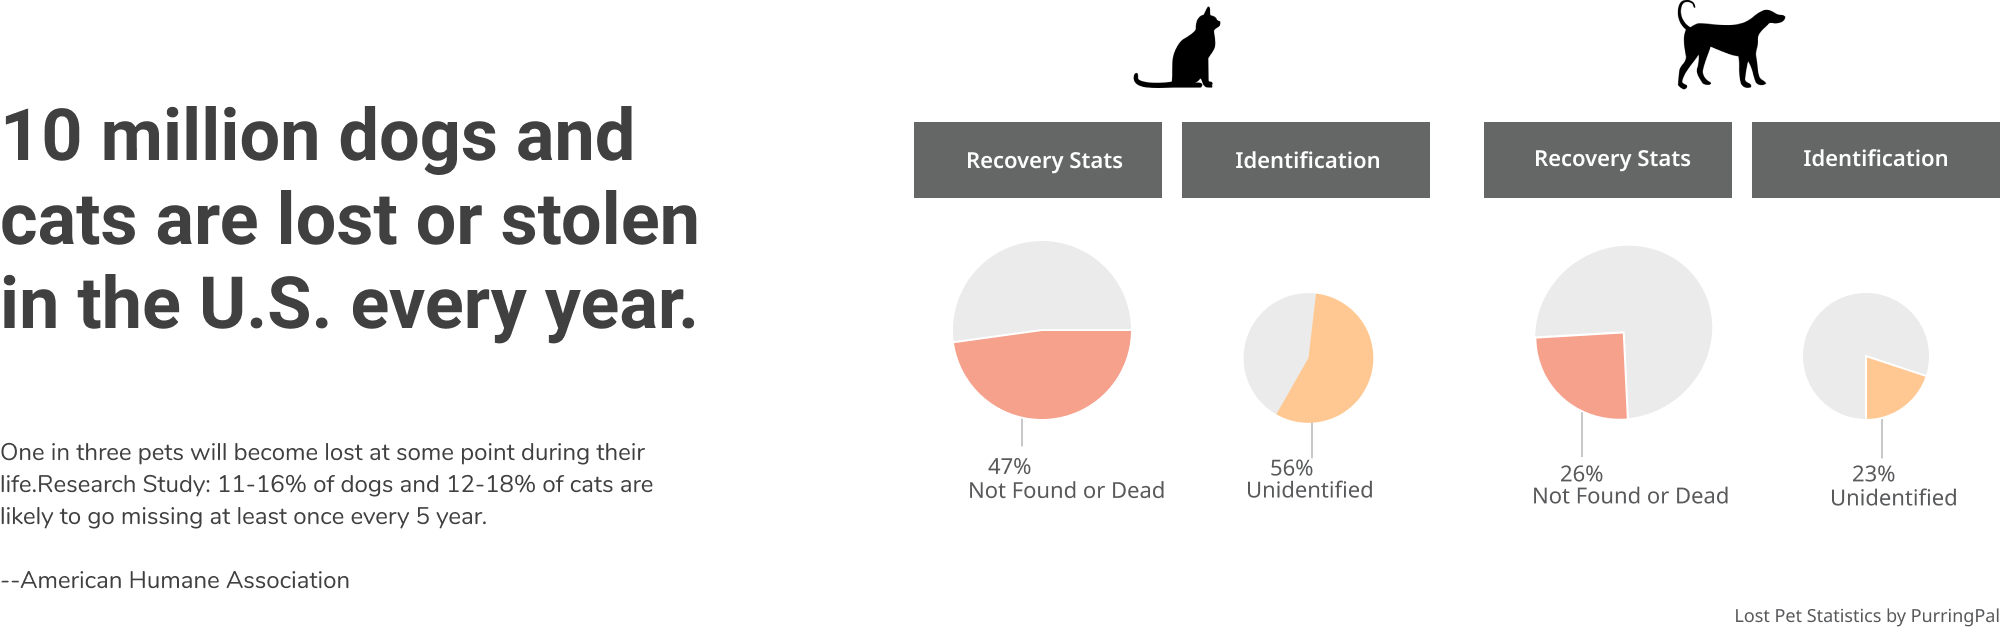 10 million dogs and
cats are lost or stolen
in the U.S. every year.
One in three pets will become lost at some point during their
life.Research Study: 11-16% of dogs and 12-18% of cats are
likely to go missing at least once every 5 year.
--American Humane Association
Recovery Stats
Identification
47%
Not Found or Dead
56%
Unidentified
Recovery Stats
Identification
26%
Not Found or Dead
23%
Unidentified
Lost Pet Statistics by PurringPal